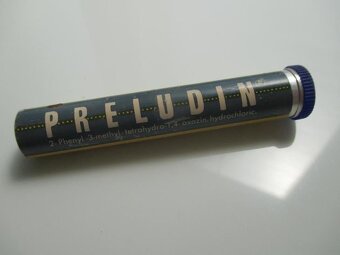 PRELUDIN
2-Phenyl-3-methyl-tetrahydro-1,4-oxazin-hydrochloric.